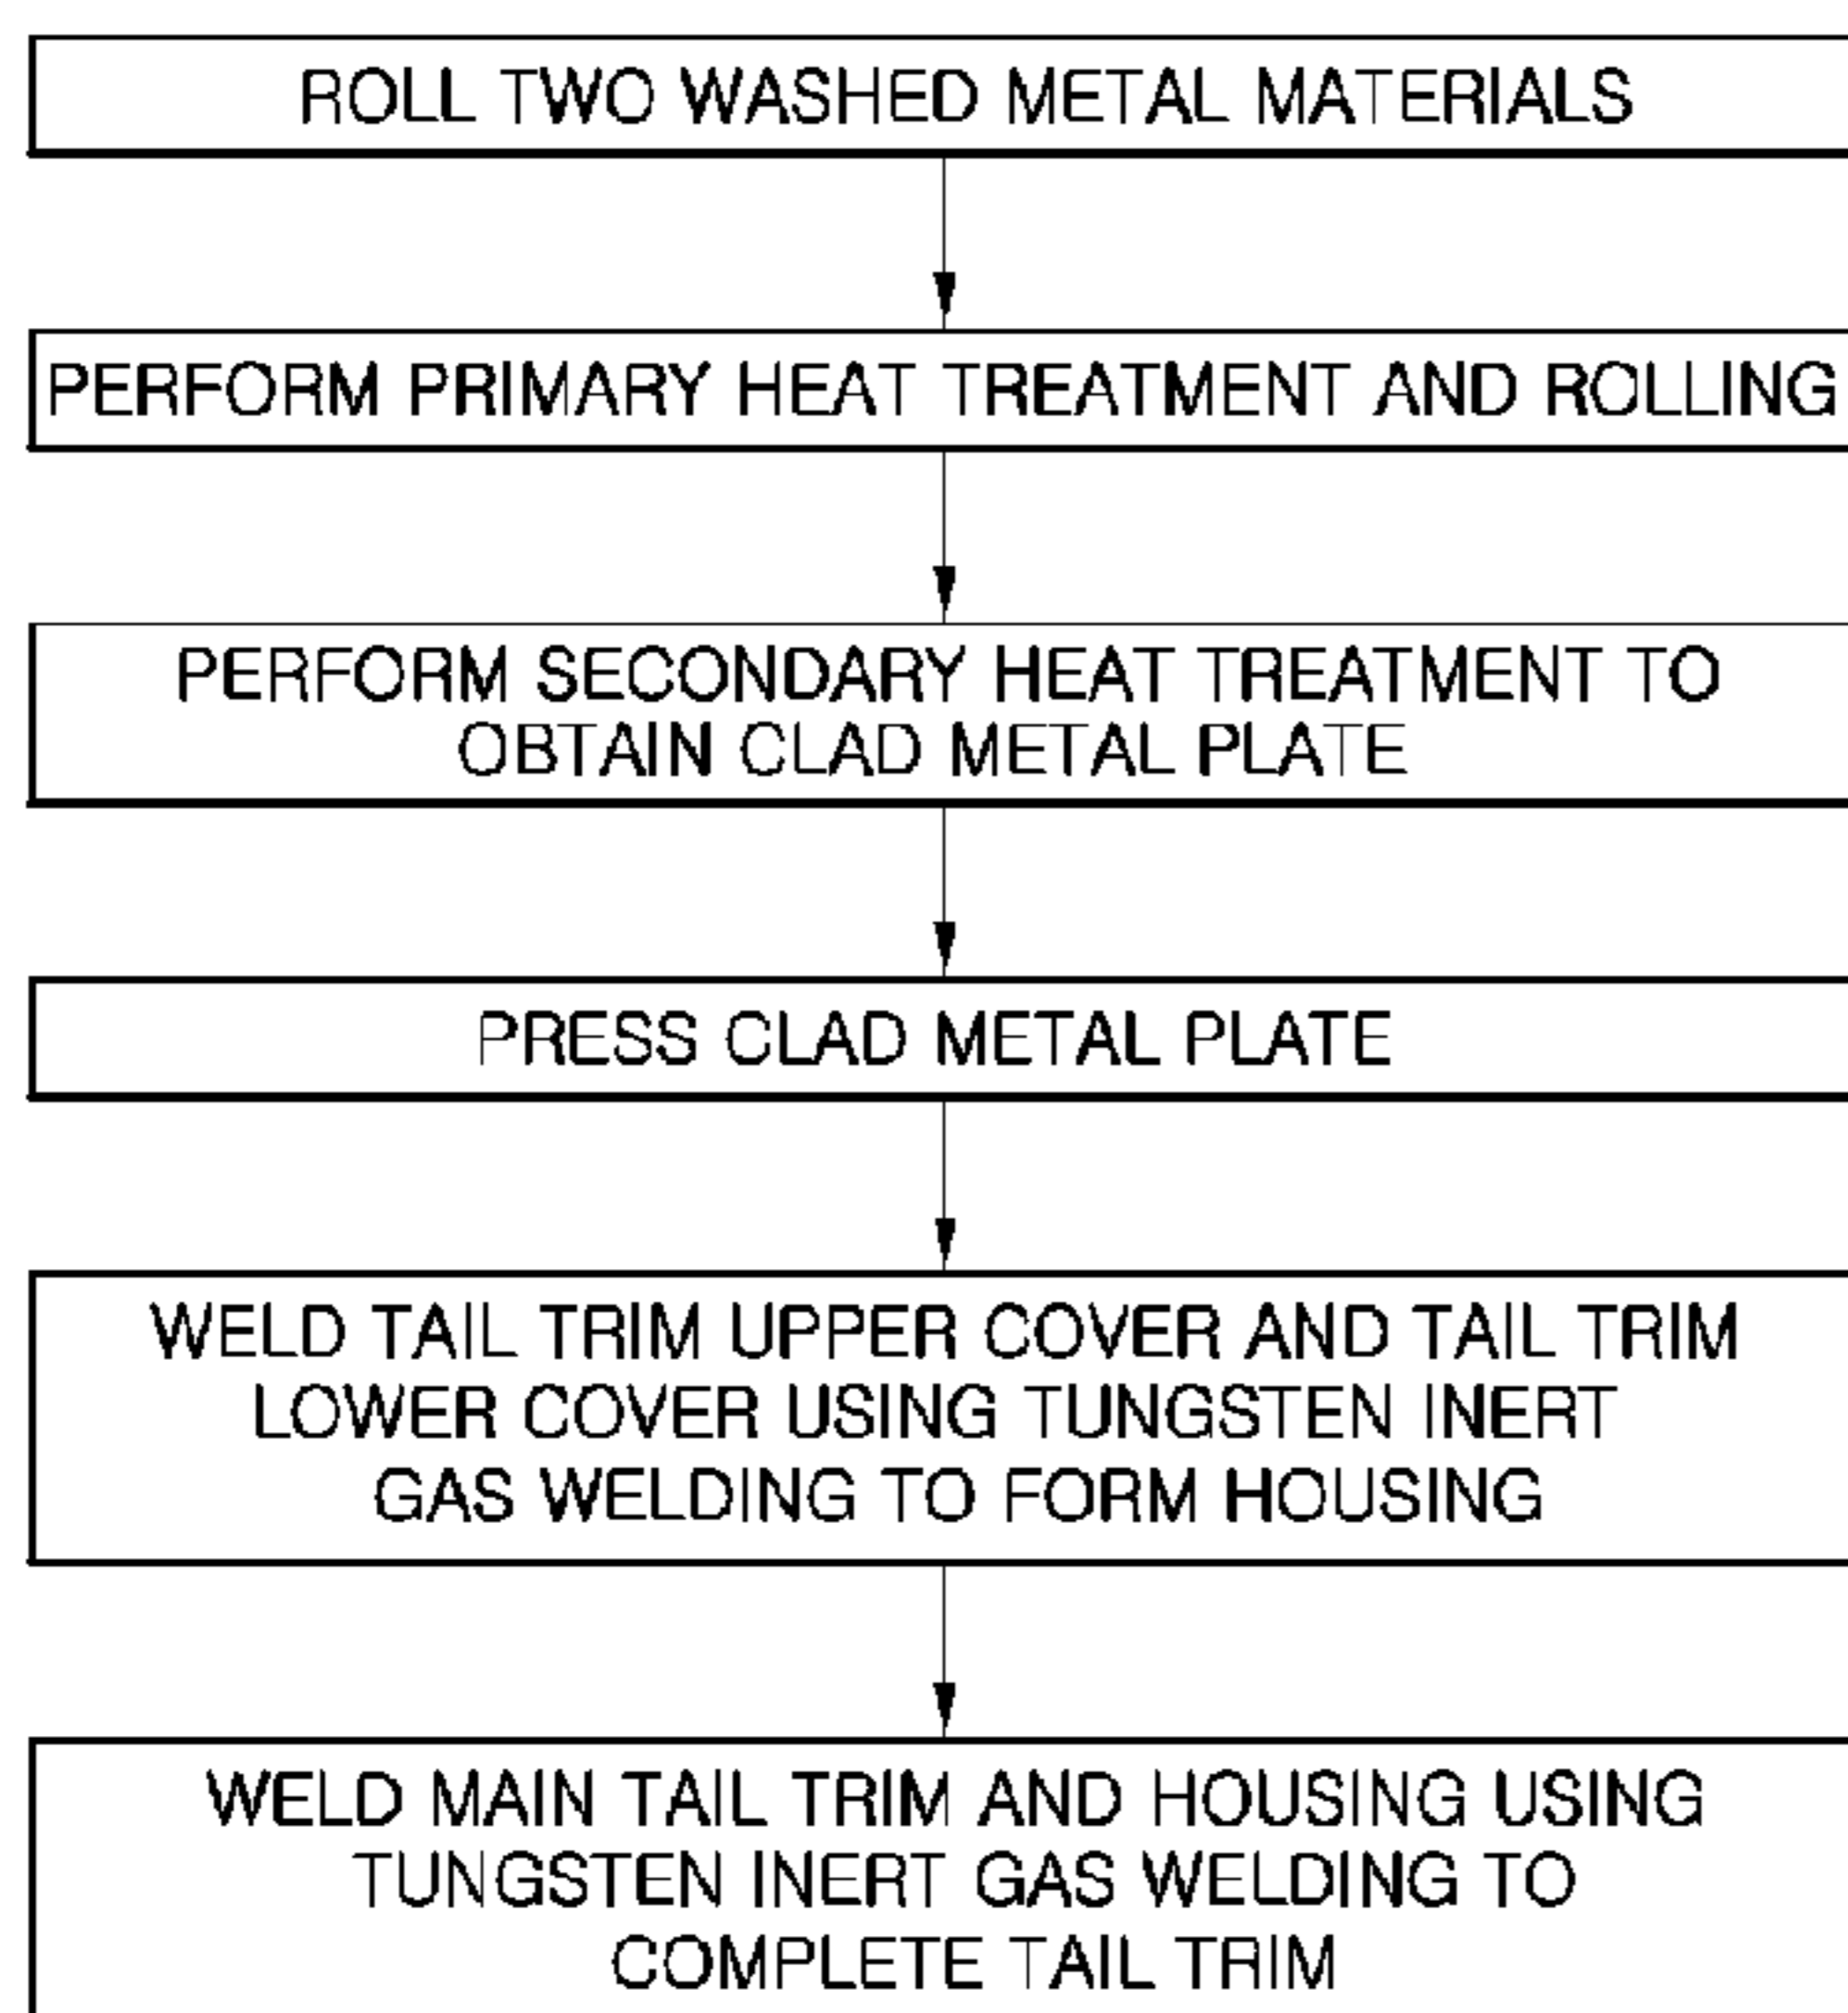 ROLL TWO WASHED METAL MATERIALS
PERFORM PRIMARY HEAT TREATMENT AND ROLLING
PERFORM SECONDARY HEAT TREATMENT TO
OBTAIN CLAD METAL PLATE
PRESS CLAD METAL PLATE
WELD TAIL TRIM UPPER COVER AND TAIL TRIM
LOWER COVER USING TUNGSTEN INERT
GAS WELDING TO FORM HOUSING
WELD MAIN TAIL TRIM AND HOUSING USING
TUNGSTEN INERT GAS WELDING TO
COMPLETE TAIL TRIM